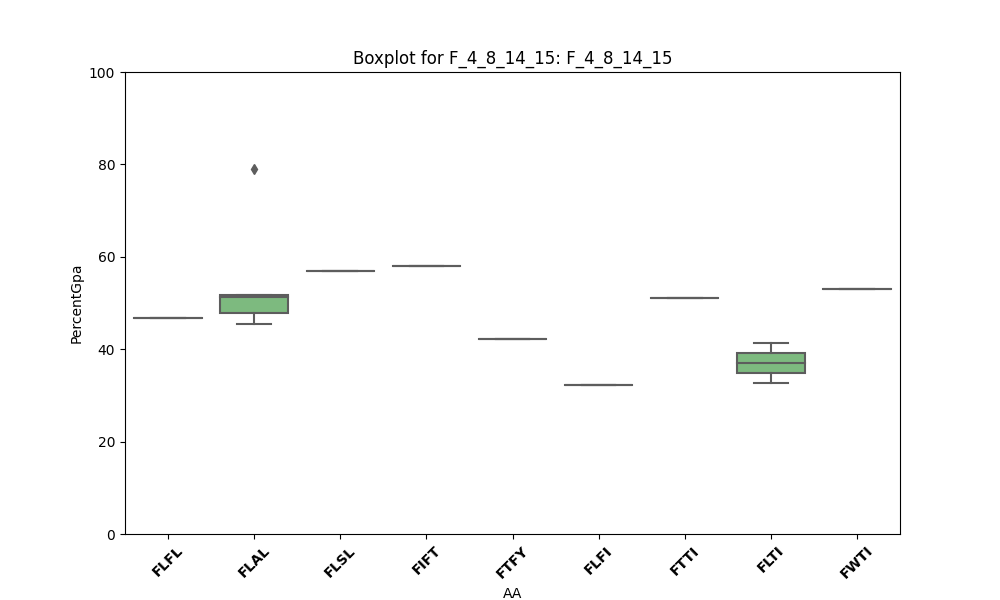 Boxplot for F_4_8_14_15: F_4_8_14_15
100
80
60
40
20
0
PercentGpa
FLFL
FLAL
FLSL
FIFT
FTFY
FLFI
FTTI
FLTI
FWTI
AA